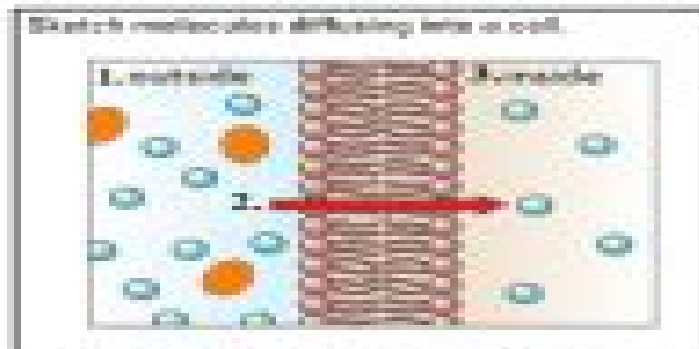 Sketch molecules diffusing into a cell.
1. outside
3. inside
2.